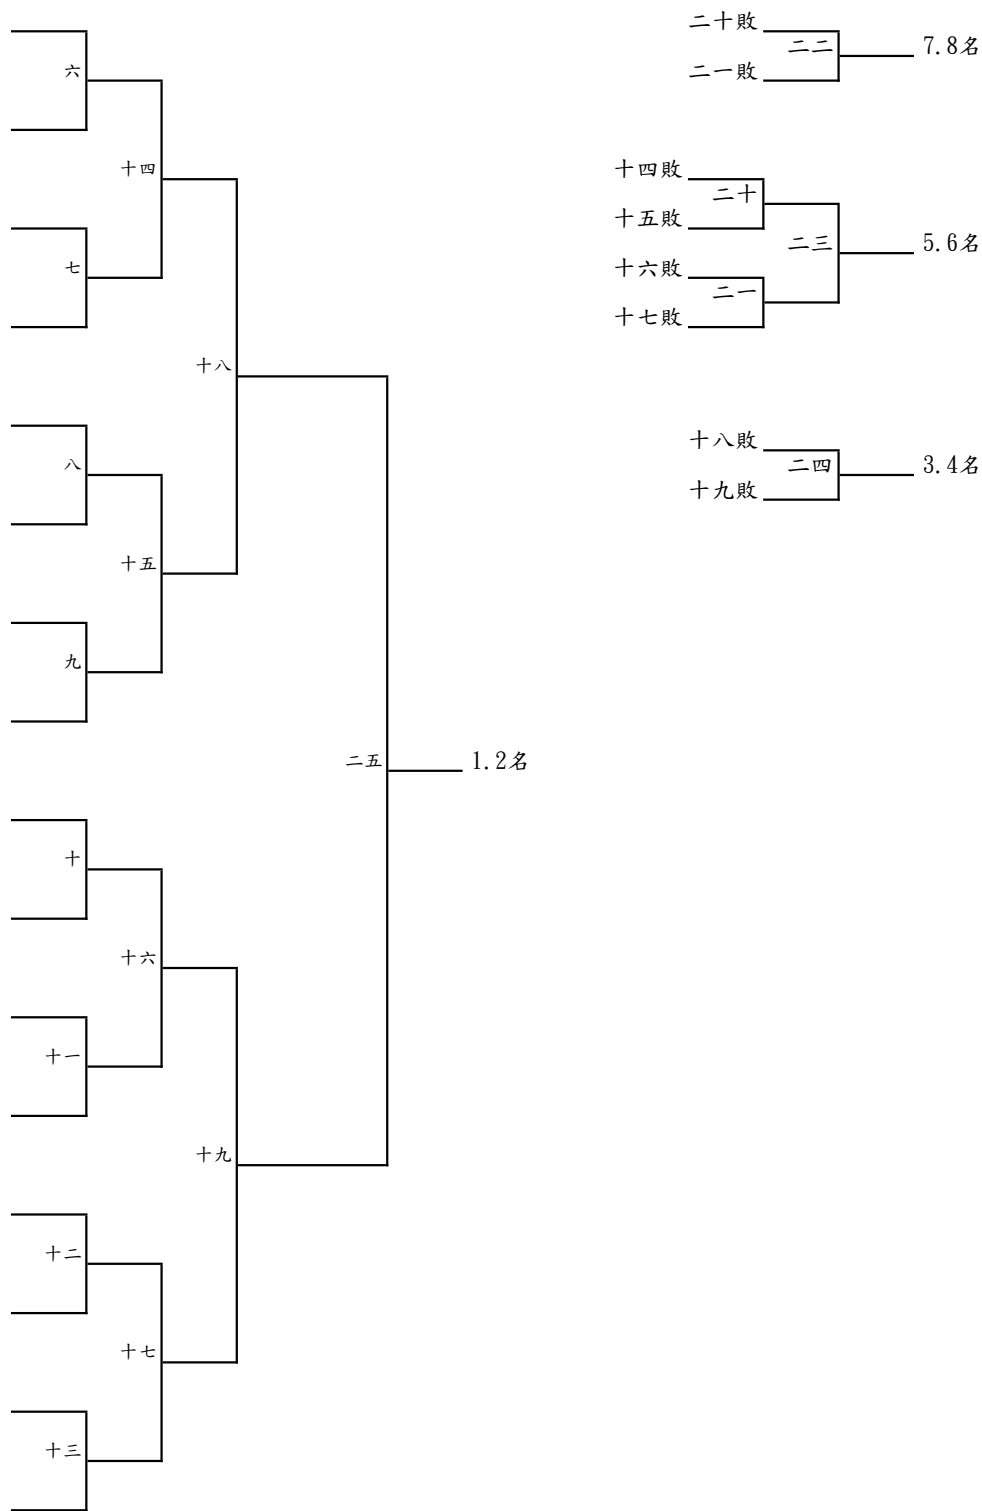 六
七
八
九
十
十一
十二
十三
十四
十五
十六
十七
十八
十九
二五
1.2名
二十敗
二一敗
二二
7.8名
十四敗
十五敗
十六敗
十七敗
二十
二一
二三
5.6名
十八敗
十九敗
二四
3.4名